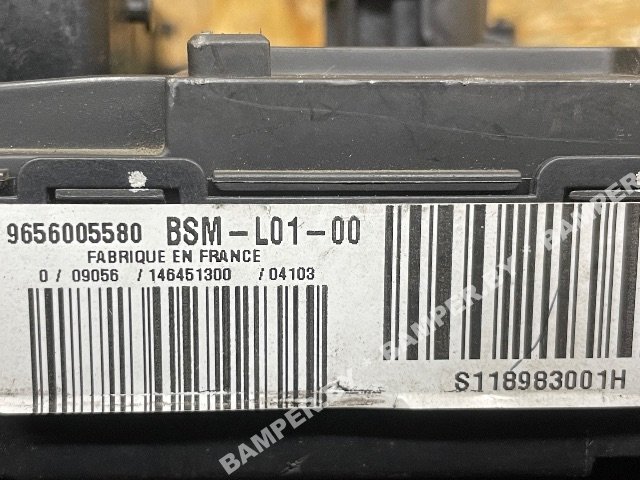 9656005580 BSM-L01-00
FABRIQUE EN FRANCE
0/ 09056 /146451300 /04103
S118983001H
BAMPER.BY • BAMPER.BY • BAMPER.BY